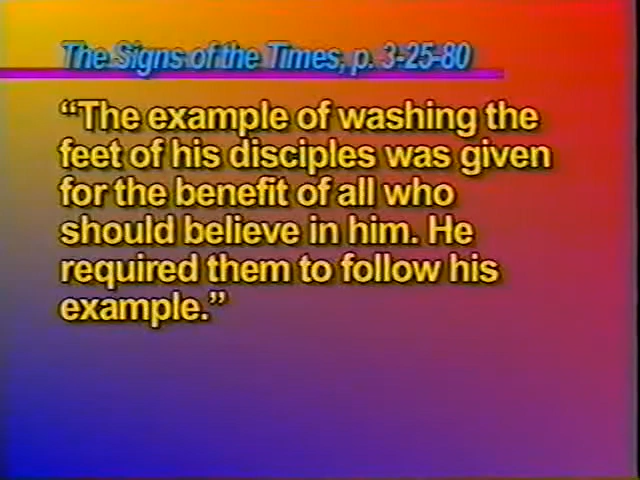 The Signs of the Times, p. 3-25-80
“The example of washing the
feet of his disciples was given
for the benefit of all who
should believe in him. He
required them to follow his
example.”